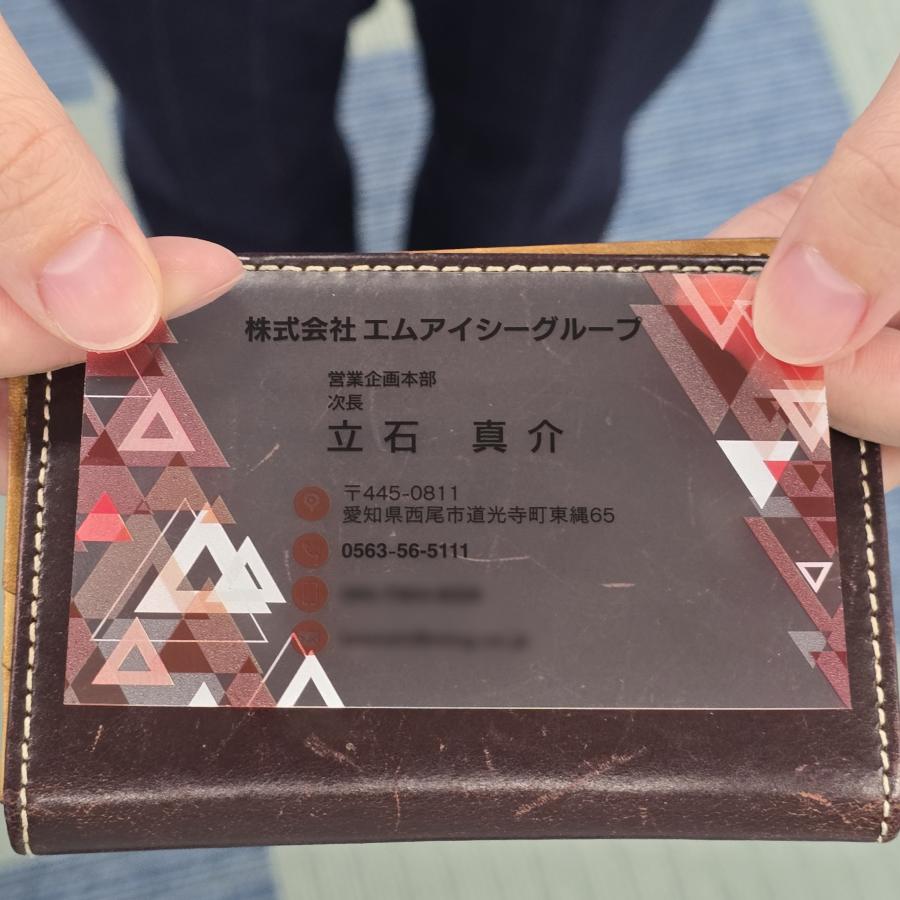 株式会社 エムアイシーグループ
営業企画本部
次長
立石 真介
〒445-0811
愛知県西尾市道光寺町東縄65
0563-56-5111